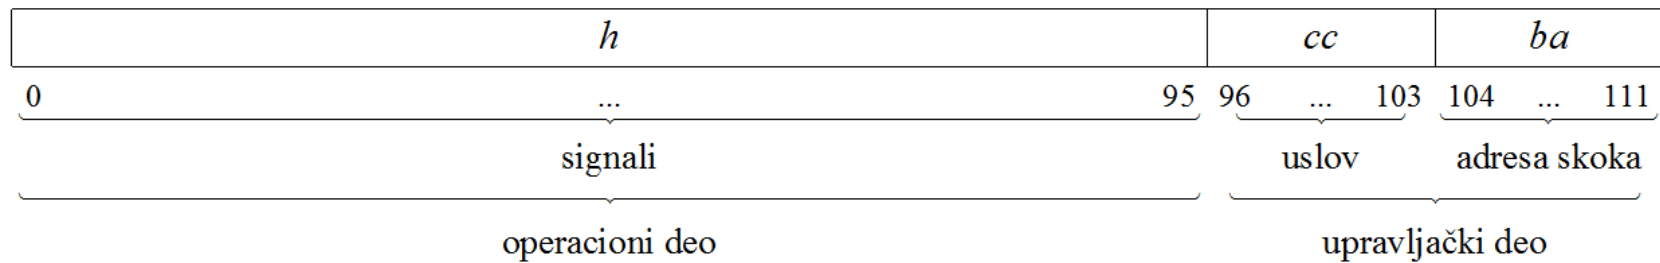 h cc ba
0 ... 95 96 ... 103 104 ... 111
signali uslov adresa skoka
operacioni deo upravljački deo